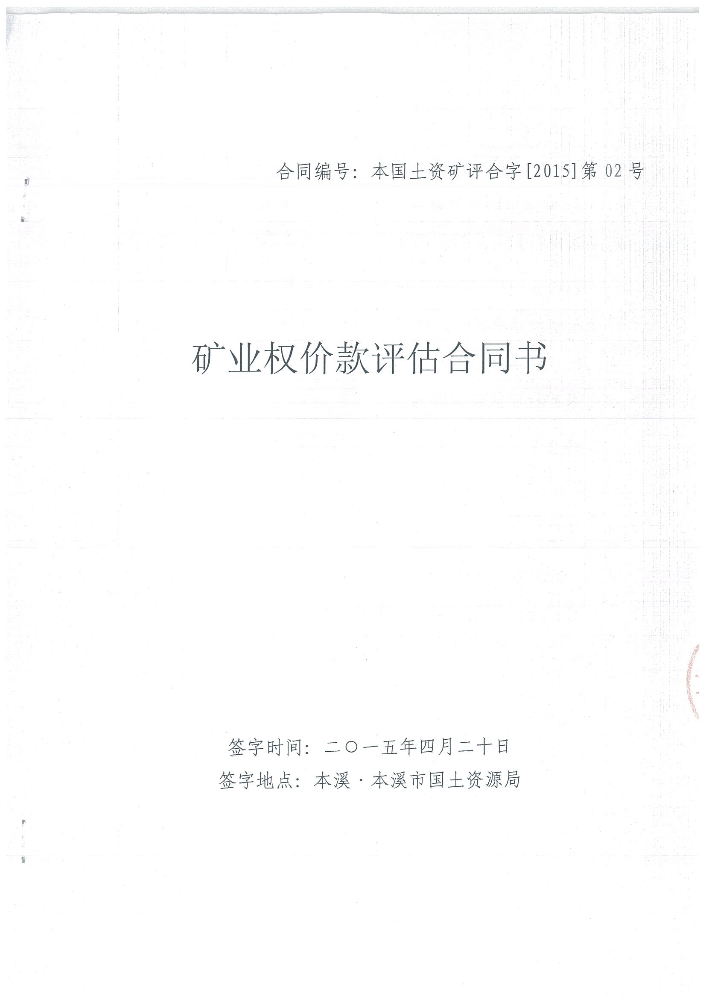 合同编号：本国土资矿评合字[2015]第 02 号
矿业权价款评估合同书
签字时间：二〇一五年四月二十日
签字地点：本溪·本溪市国土资源局